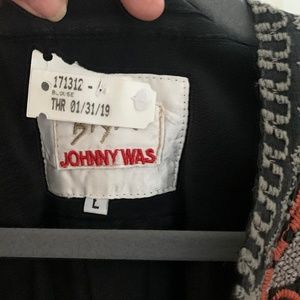 171312 -
BLOUSE
THR 01/31/19
JOHNNY WAS
L